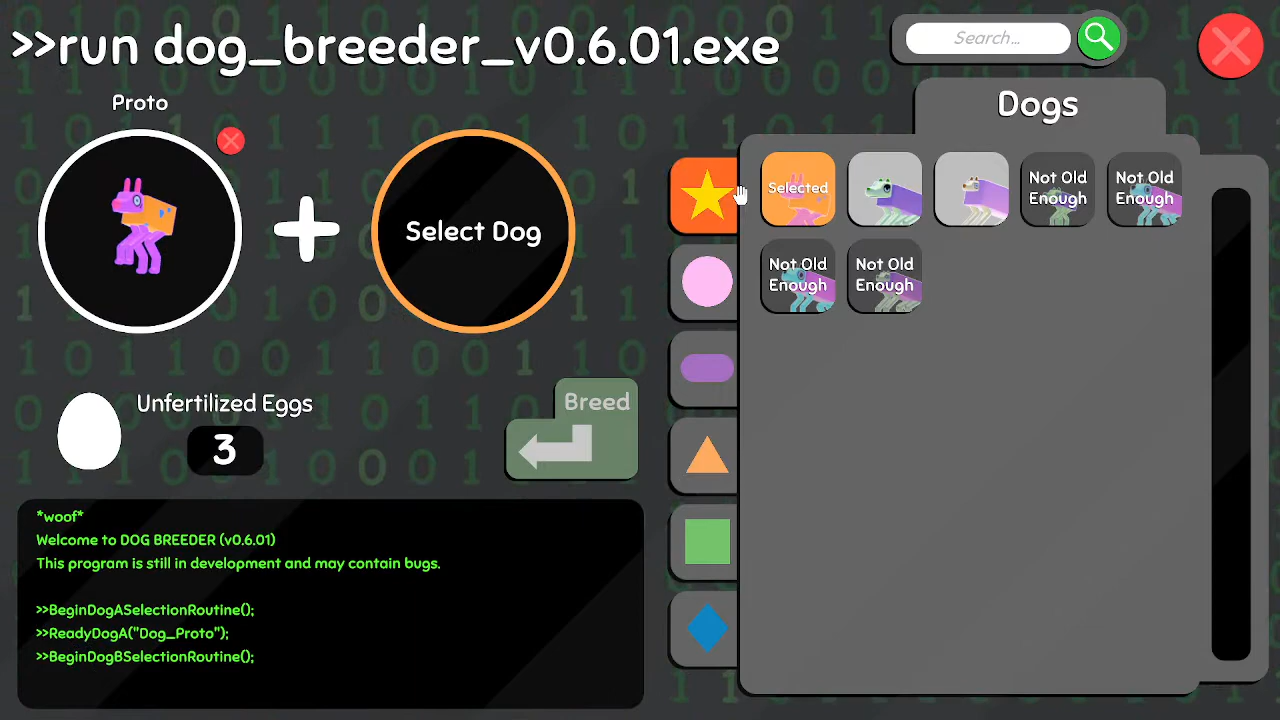 >>run dog_breeder_v0.6.01.exe
Search...
Proto
Dogs
Select Dog
Selected
Not Old
Enough
Not Old
Enough
Not Old
Enough
Not Old
Enough
Unfertilized Eggs
3
Breed
*woof*
Welcome to DOG BREEDER (v0.6.01)
This program is still in development and may contain bugs.
>>BeginDogASelectionRoutine();
>>ReadyDogA("Dog_Proto");
>>BeginDogBSelectionRoutine();